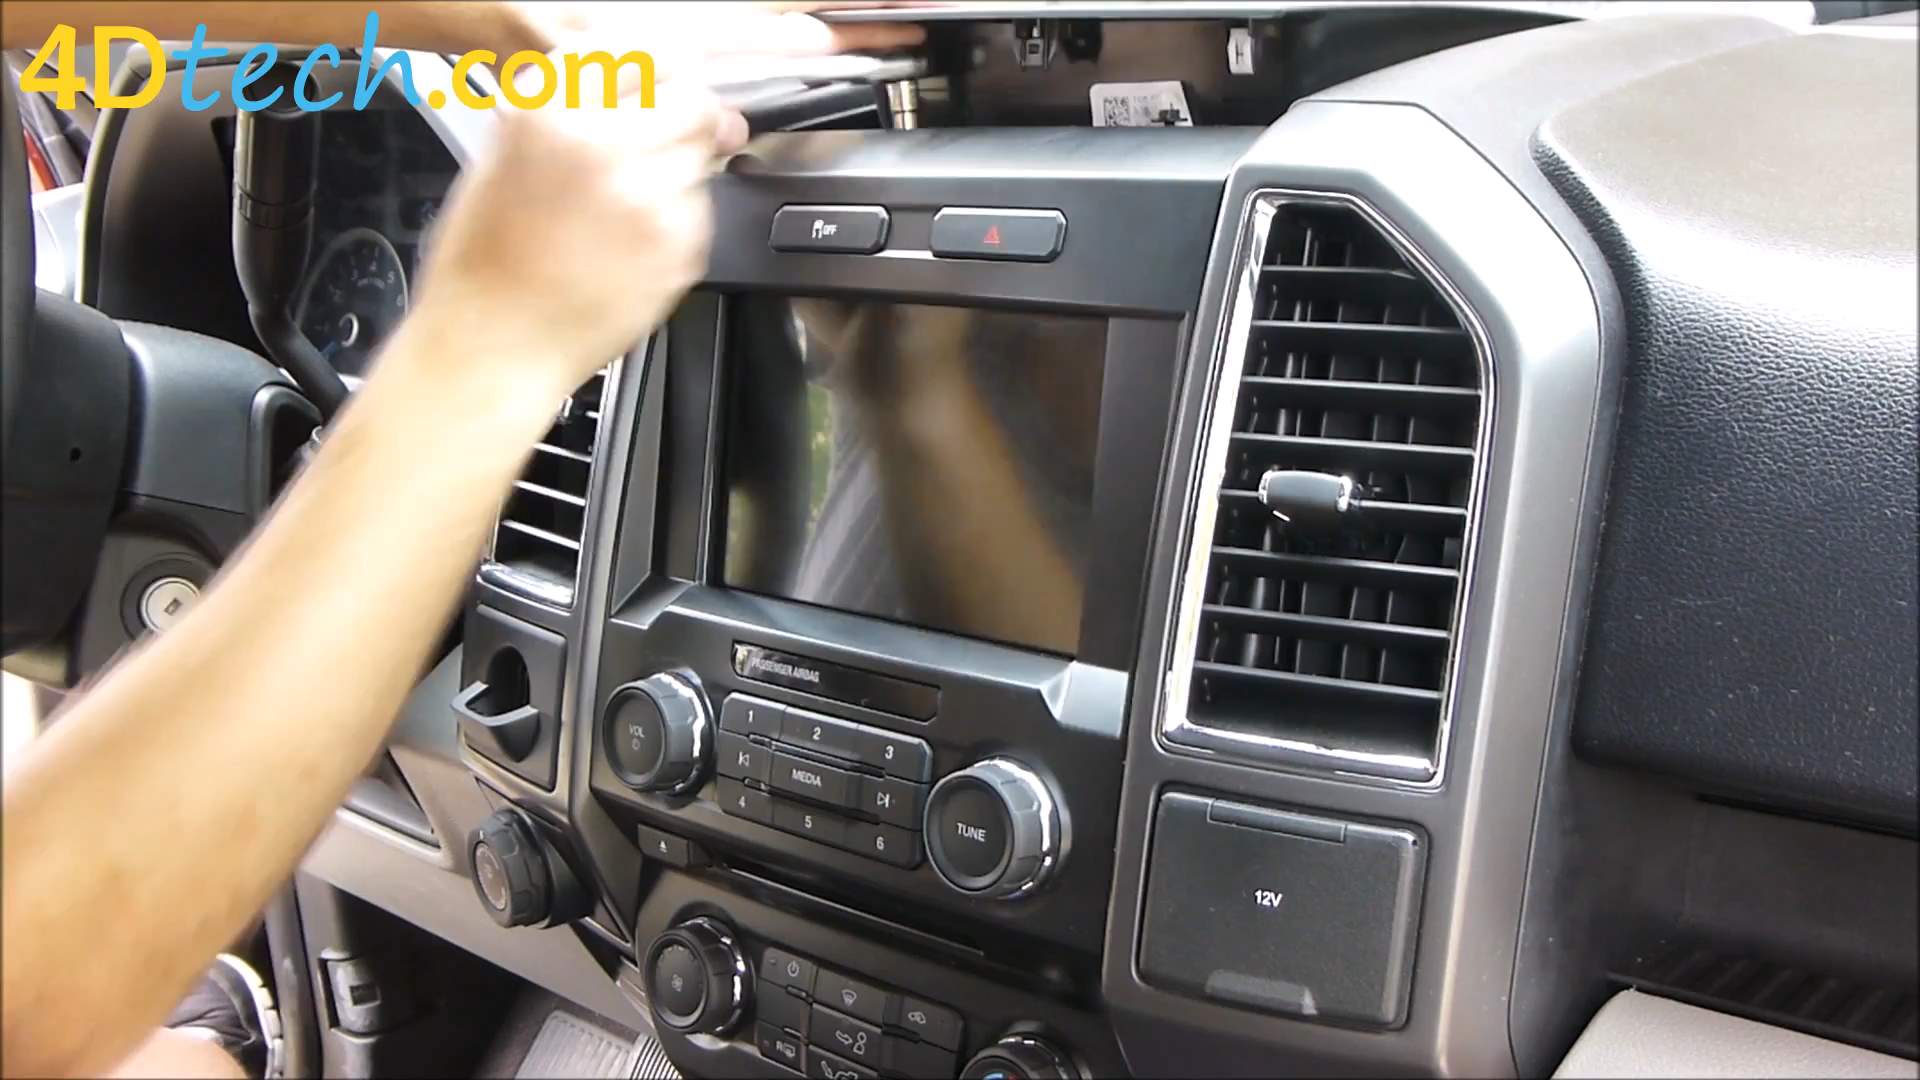 4Dtech.com
OFF
PASSENGER AIRBAG
VOL
1 2 3
MEDIA
4 5 6
TUNE
12V
R